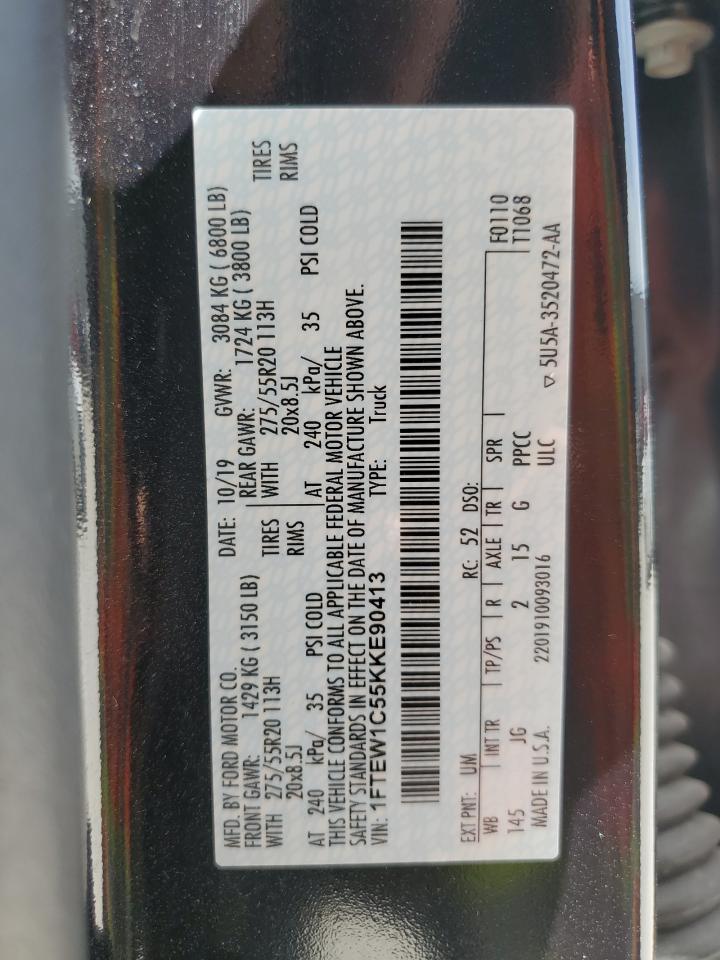 MFD. BY FORD MOTOR CO. DATE: 10/19 GVWR: 3084 KG ( 6800 LB)
FRONT GAWR: 1429 KG ( 3150 LB) REAR GAWR: 1724 KG ( 3800 LB)
WITH 275/55R20 113H TIRES WITH 275/55R20 113H TIRES
20x8.5J RIMS 20x8.5J RIMS
AT 240 kPa/ 35 PSI COLD AT 240 kPa/ 35 PSI COLD
THIS VEHICLE CONFORMS TO ALL APPLICABLE FEDERAL MOTOR VEHICLE
SAFETY STANDARDS IN EFFECT ON THE DATE OF MANUFACTURE SHOWN ABOVE.
VIN: 1FTEW1C55KKE90413 TYPE: Truck
EXT PNT: UM RC: 52 DSO:
WB INT TR TP/PS R AXLE TR SPR F0110
145 JG 2 15 G PPCC T1068
MADE IN U.S.A. 2201910093016 ULC ▽ 5U5A-3520472-AA